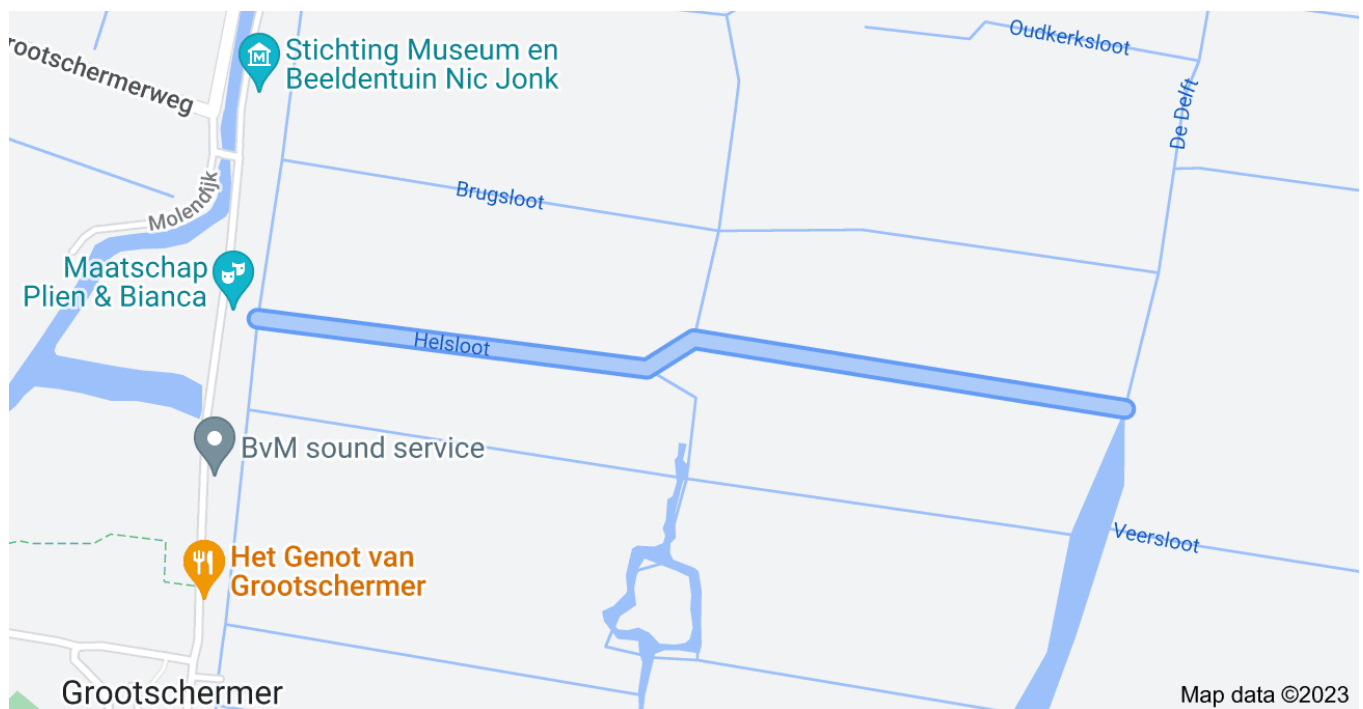 Stichting Museum en
Beeldentuin Nic Jonk
Oudkerksloot
rootschermerweg
De Delft
Molendijk
Brugsloot
Maatschap
Plien & Bianca
Helsloot
BvM sound service
Veersloot
Het Genot van
Grootschermer
Grootschermer
Map data ©2023